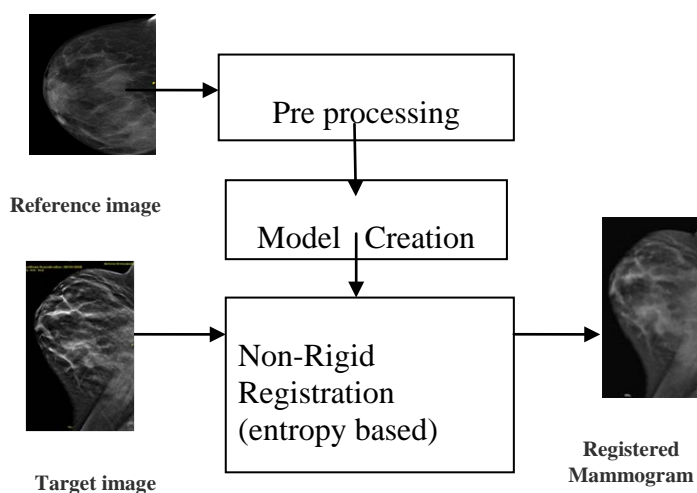 Pre processing
Reference image
Model Creation
Non-Rigid
Registration
(entropy based)
Target image
Registered
Mammogram